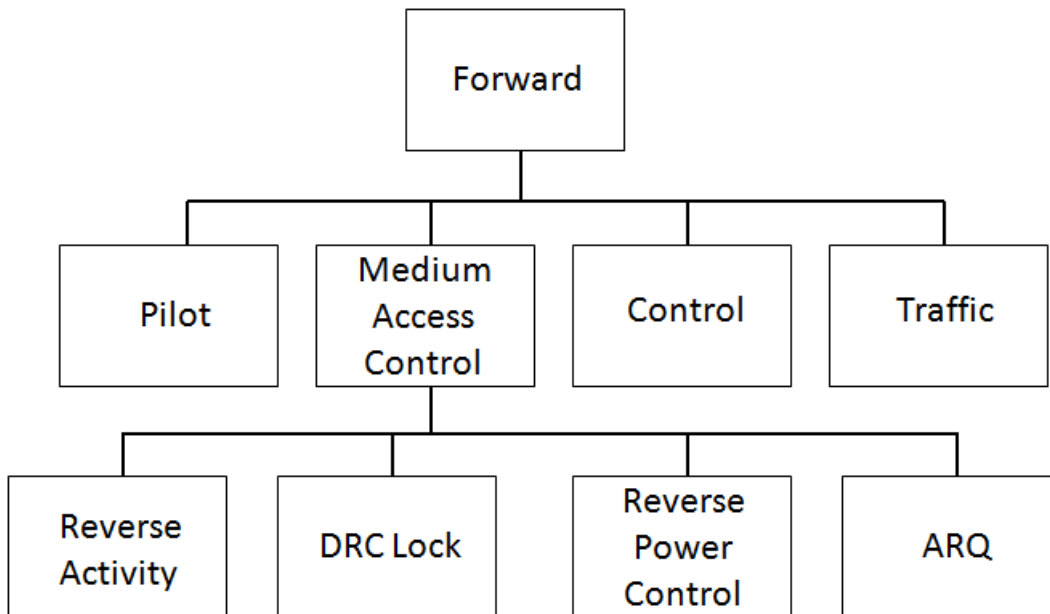 Forward
Pilot
Medium
Access
Control
Control
Traffic
Reverse
Activity
DRC Lock
Reverse
Power
Control
ARQ